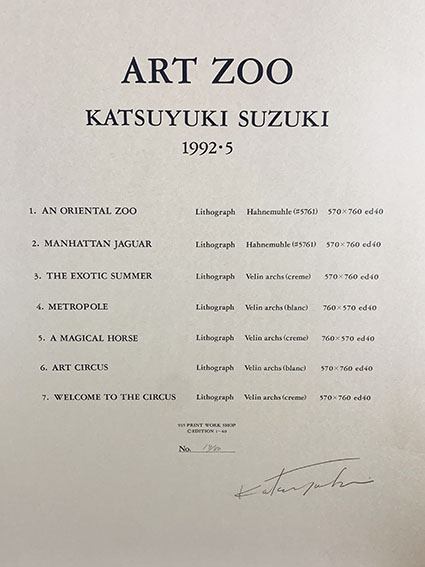 ART ZOO
KATSUYUKI SUZUKI
1992・5
1. AN ORIENTAL ZOO Lithograph Hahnemuhle (#5761) 570×760 ed40
2. MANHATTAN JAGUAR Lithograph Hahnemuhle (#5761) 570×760 ed40
3. THE EXOTIC SUMMER Lithograph Velin archs (creme) 570×760 ed40
4. METROPOLE Lithograph Velin archs (blanc) 760×570 ed40
5. A MAGICAL HORSE Lithograph Velin archs (creme) 760×570 ed40
6. ART CIRCUS Lithograph Velin archs (blanc) 570×760 ed40
7. WELCOME TO THE CIRCUS Lithograph Velin archs (creme) 570×760 ed40
PRINT WORK SHOP
©EDITION 1-40
No.
Katsuyuki